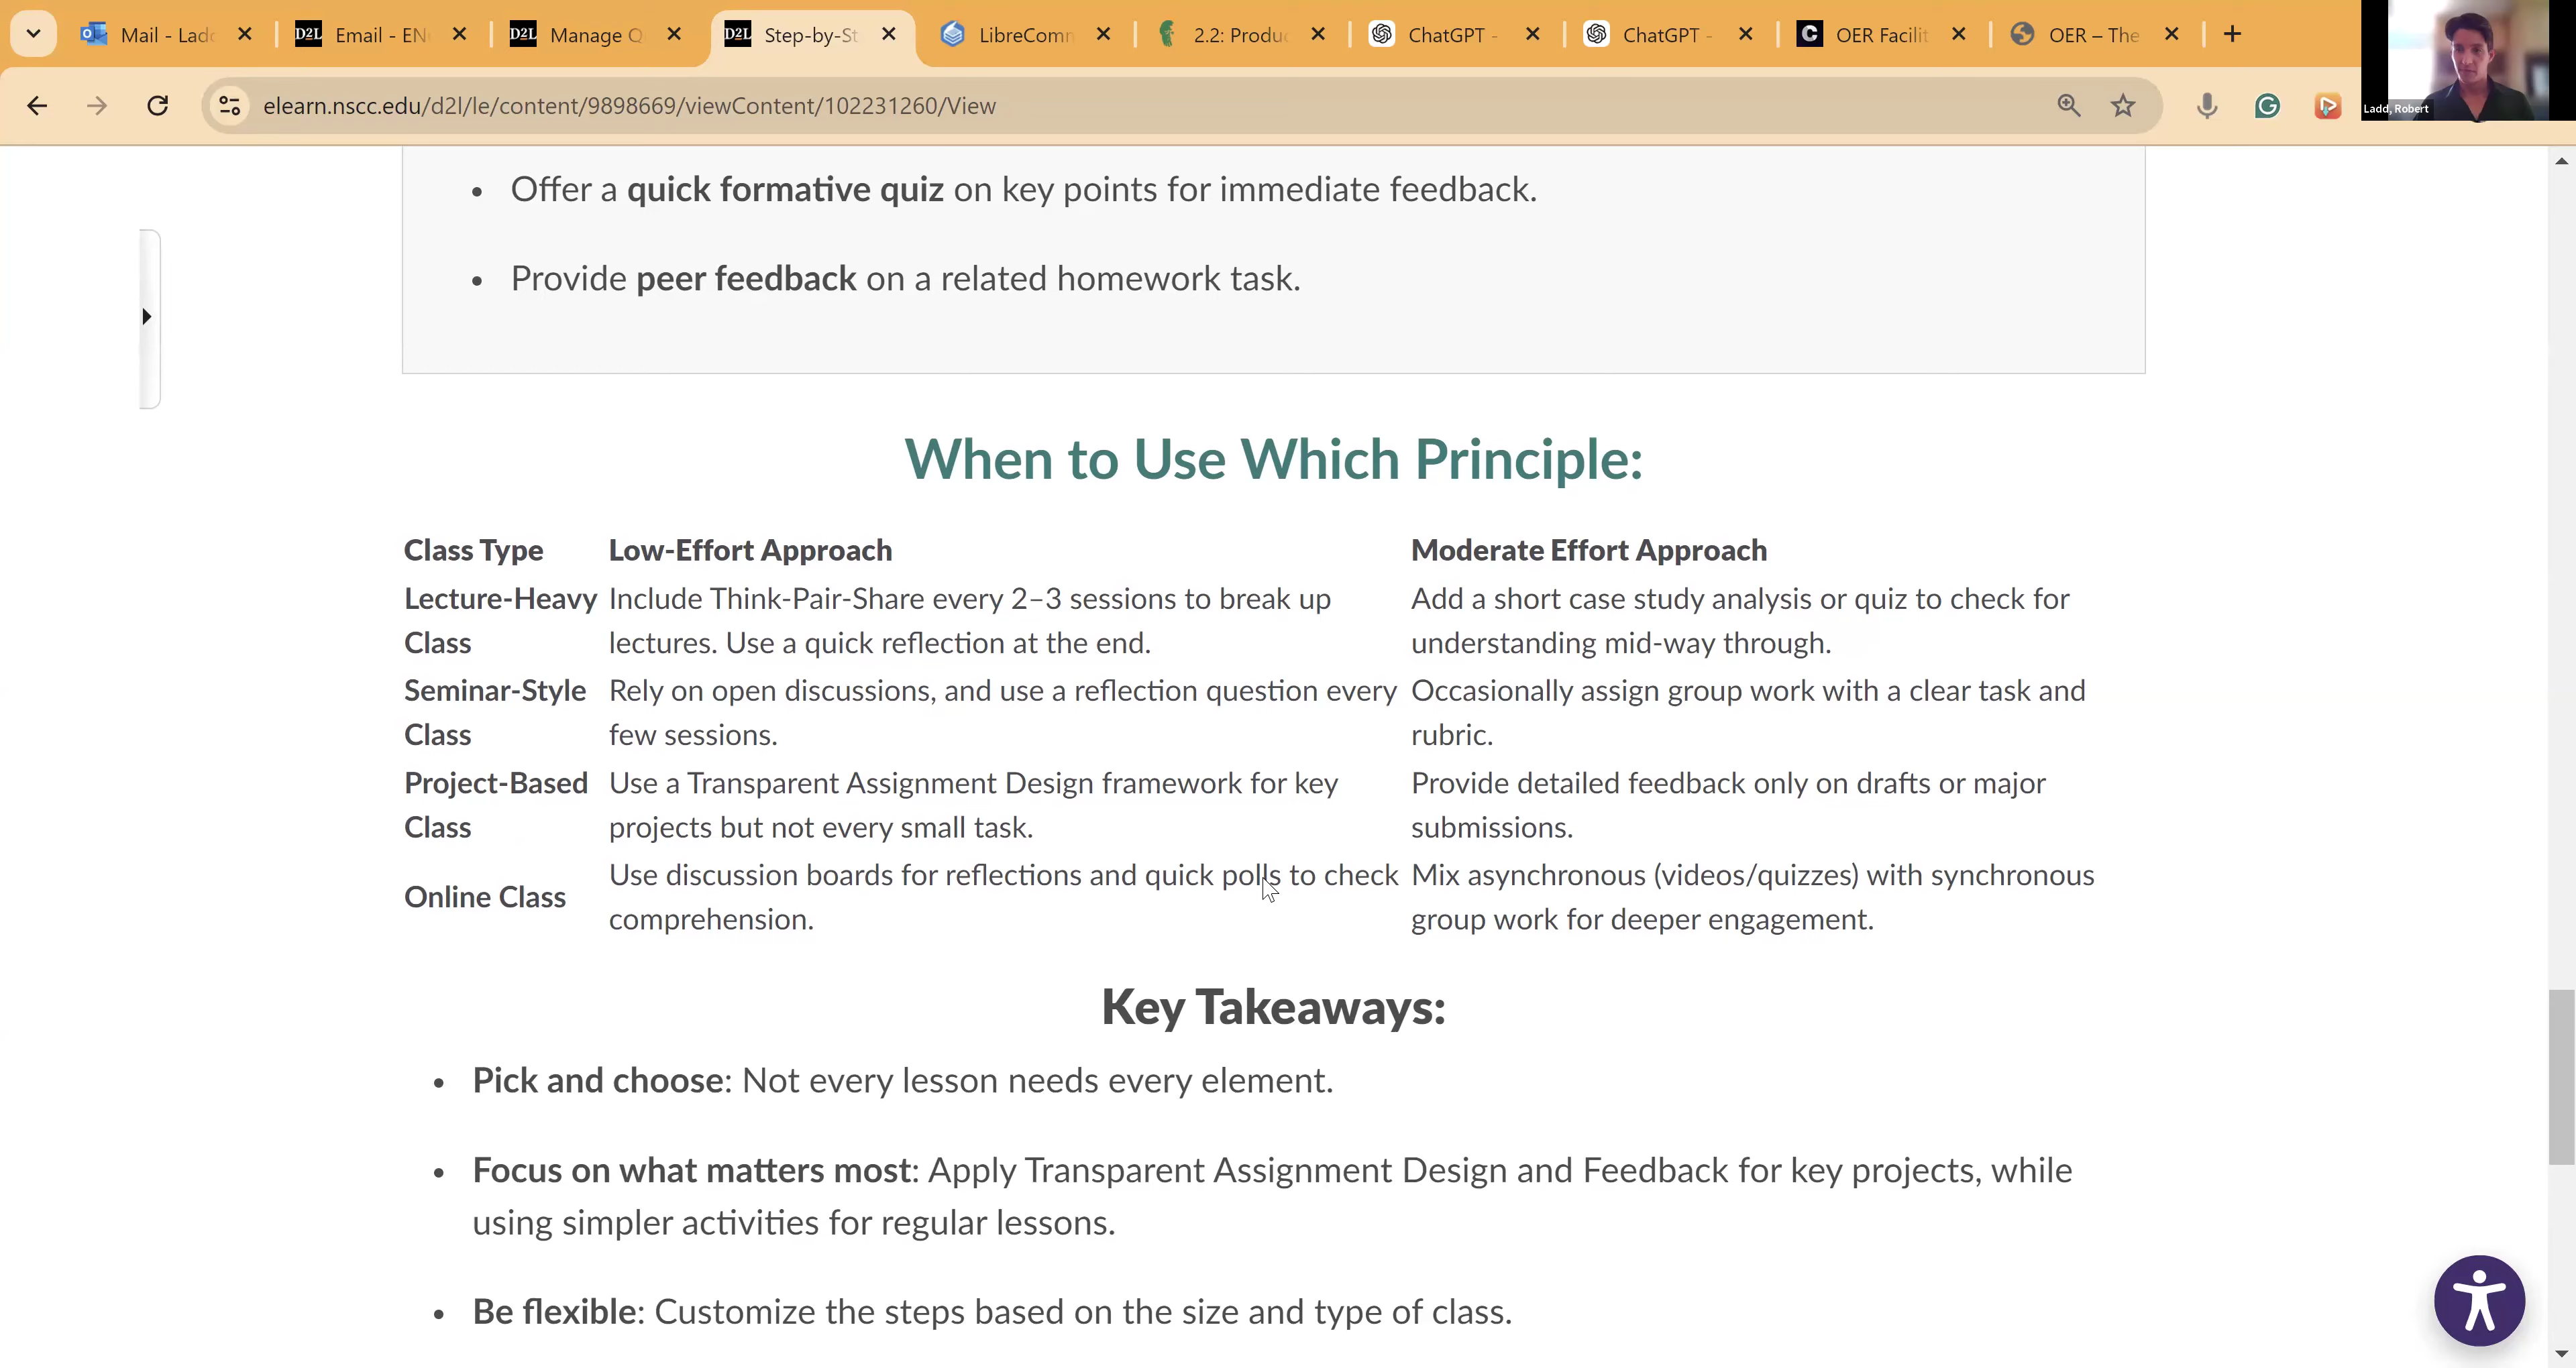 Mail - Lad
Email - EN
Manage Q
Step-by-St
LibreComm
2.2: Produc
ChatGPT -
ChatGPT -
OER Facilit
OER – The
elearn.nscc.edu/d2l/le/content/9898669/viewContent/102231260/View
Ladd, Robert
• Offer a quick formative quiz on key points for immediate feedback.
• Provide peer feedback on a related homework task.
When to Use Which Principle:
Class Type Low-Effort Approach Moderate Effort Approach
Lecture-Heavy Include Think-Pair-Share every 2–3 sessions to break up Add a short case study analysis or quiz to check for
Class lectures. Use a quick reflection at the end. understanding mid-way through.
Seminar-Style Rely on open discussions, and use a reflection question every Occasionally assign group work with a clear task and
Class few sessions. rubric.
Project-Based Use a Transparent Assignment Design framework for key Provide detailed feedback only on drafts or major
Class projects but not every small task. submissions.
Online Class Use discussion boards for reflections and quick polls to check Mix asynchronous (videos/quizzes) with synchronous
comprehension. group work for deeper engagement.
Key Takeaways:
• Pick and choose: Not every lesson needs every element.
• Focus on what matters most: Apply Transparent Assignment Design and Feedback for key projects, while
using simpler activities for regular lessons.
• Be flexible: Customize the steps based on the size and type of class.